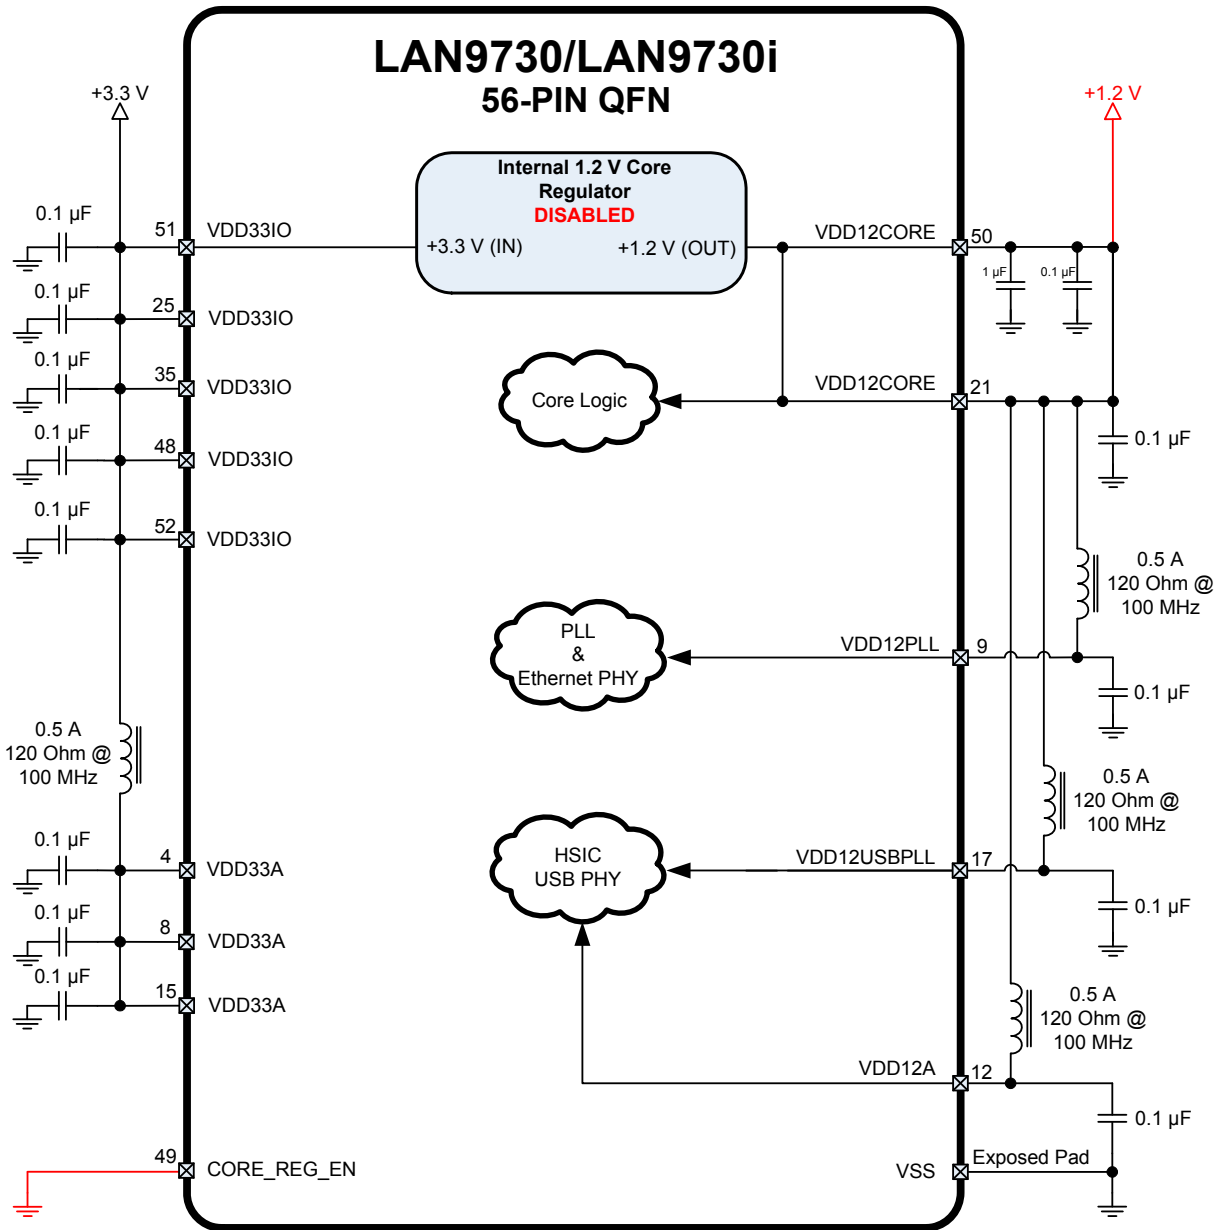 LAN9730/LAN9730i
56-PIN QFN
+3.3 V
+1.2 V
Internal 1.2 V Core
Regulator
DISABLED
+3.3 V (IN)
+1.2 V (OUT)
0.1 µF
51
VDD33IO
VDD12CORE
50
1 µF
0.1 µF
0.1 µF
25
VDD33IO
0.1 µF
35
VDD33IO
Core Logic
VDD12CORE
21
0.1 µF
0.1 µF
48
VDD33IO
0.1 µF
52
VDD33IO
0.5 A
120 Ohm @
100 MHz
PLL
&
Ethernet PHY
VDD12PLL
9
0.1 µF
0.5 A
120 Ohm @
100 MHz
0.5 A
120 Ohm @
100 MHz
0.1 µF
4
VDD33A
HSIC
USB PHY
VDD12USBPLL
17
0.1 µF
0.1 µF
8
VDD33A
0.1 µF
15
VDD33A
0.5 A
120 Ohm @
100 MHz
VDD12A
12
0.1 µF
49
CORE_REG_EN
VSS
Exposed Pad